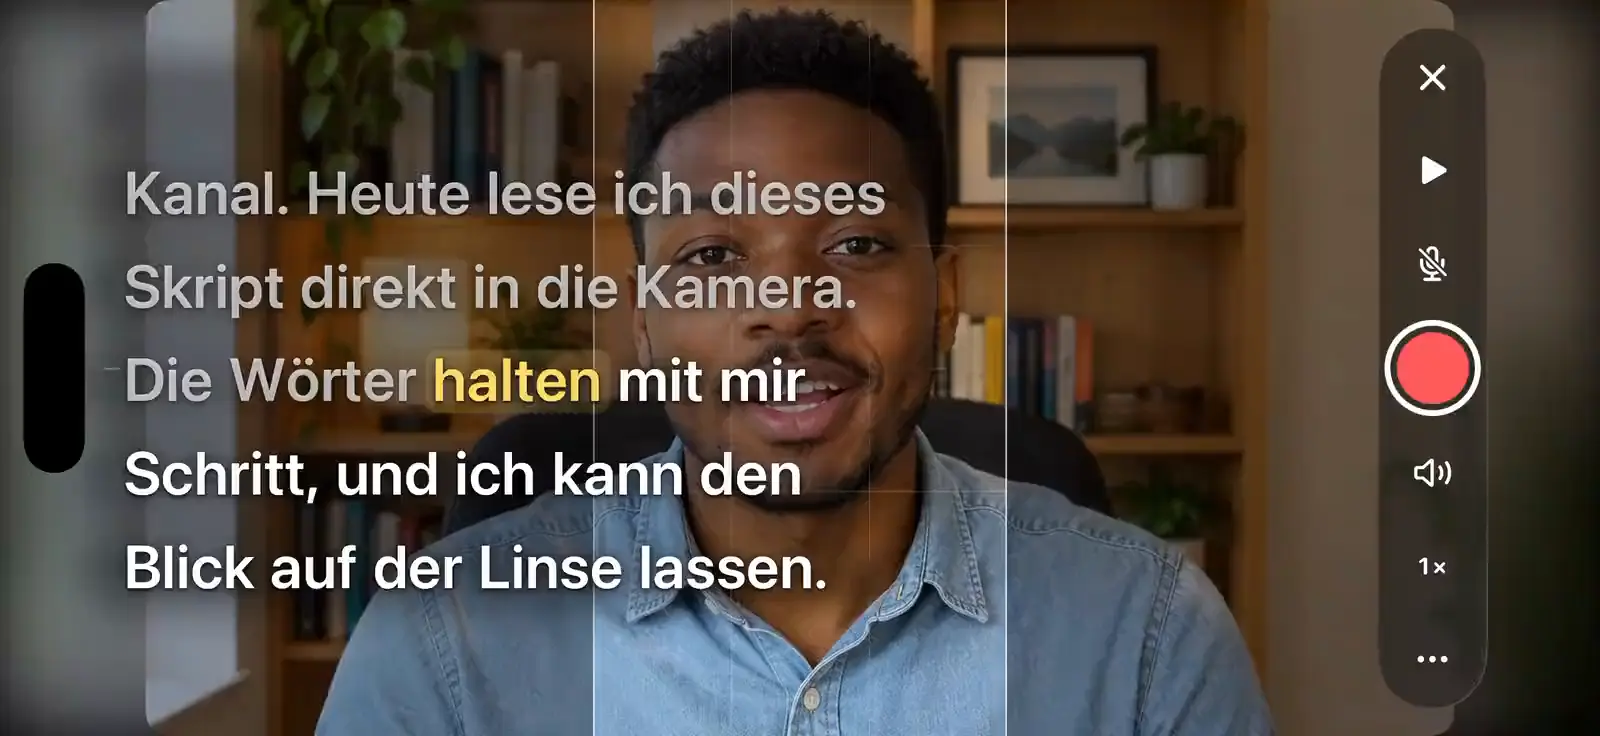 Kanal. Heute lese ich dieses
Skript direkt in die Kamera.
Die Wörter halten mit mir
Schritt, und ich kann den
Blick auf der Linse lassen.
1×